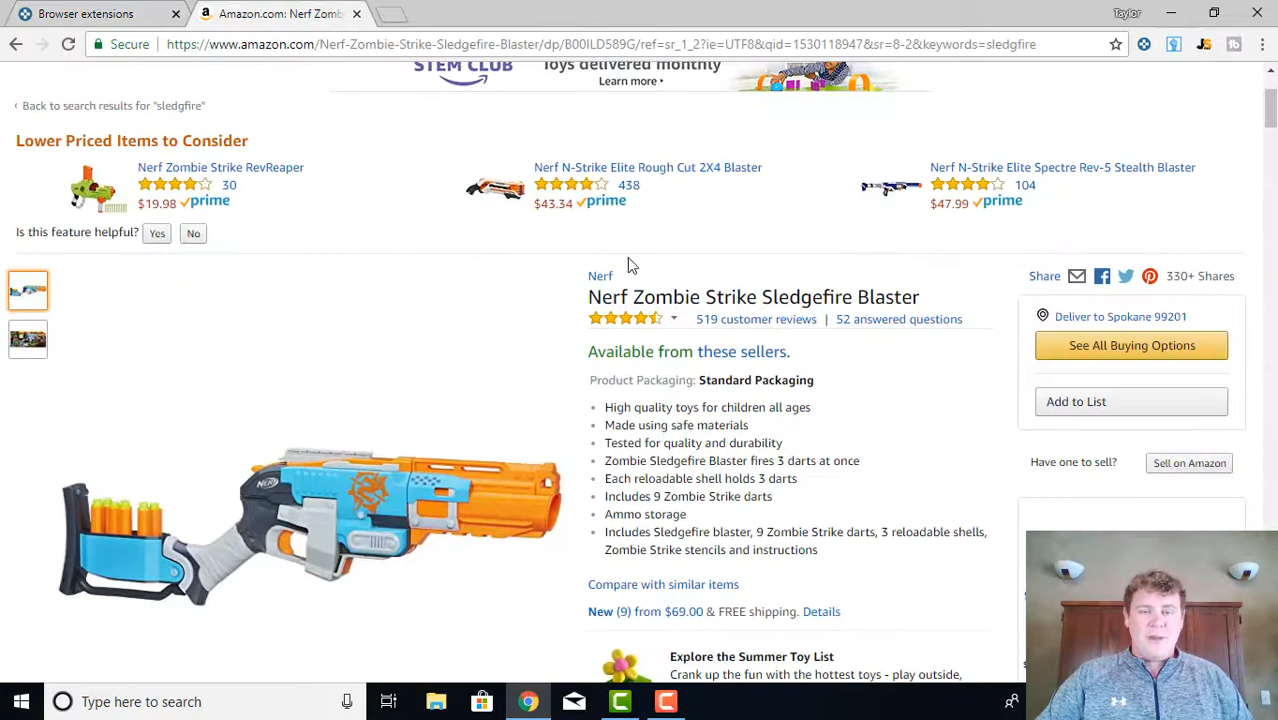 Browser extensions
Amazon.com: Nerf Zomb
Taylor
Secure
https://www.amazon.com/Nerf-Zombie-Strike-Sledgefire-Blaster/dp/B00ILD589G/ref=sr_1_2?ie=UTF8&qid=1530118947&sr=8-2&keywords=sledgfire
STEM CLUB
Toys delivered monthly
Learn more
Back to search results for "sledgfire"
Lower Priced Items to Consider
Nerf Zombie Strike RevReaper
30
$19.98 prime
Nerf N-Strike Elite Rough Cut 2X4 Blaster
438
$43.34 prime
Nerf N-Strike Elite Spectre Rev-5 Stealth Blaster
104
$47.99 prime
Is this feature helpful? Yes No
Nerf
Share
330+ Shares
Nerf Zombie Strike Sledgefire Blaster
519 customer reviews | 52 answered questions
Deliver to Spokane 99201
See All Buying Options
Available from these sellers.
Product Packaging: Standard Packaging
Add to List
• High quality toys for children all ages
• Made using safe materials
• Tested for quality and durability
• Zombie Sledgefire Blaster fires 3 darts at once
• Each reloadable shell holds 3 darts
• Includes 9 Zombie Strike darts
• Ammo storage
• Includes Sledgefire blaster, 9 Zombie Strike darts, 3 reloadable shells,
Zombie Strike stencils and instructions
Have one to sell? Sell on Amazon
NERF
Compare with similar items
New (9) from $69.00 & FREE shipping. Details
Explore the Summer Toy List
Crank up the fun with the hottest toys - play outside,
Type here to search